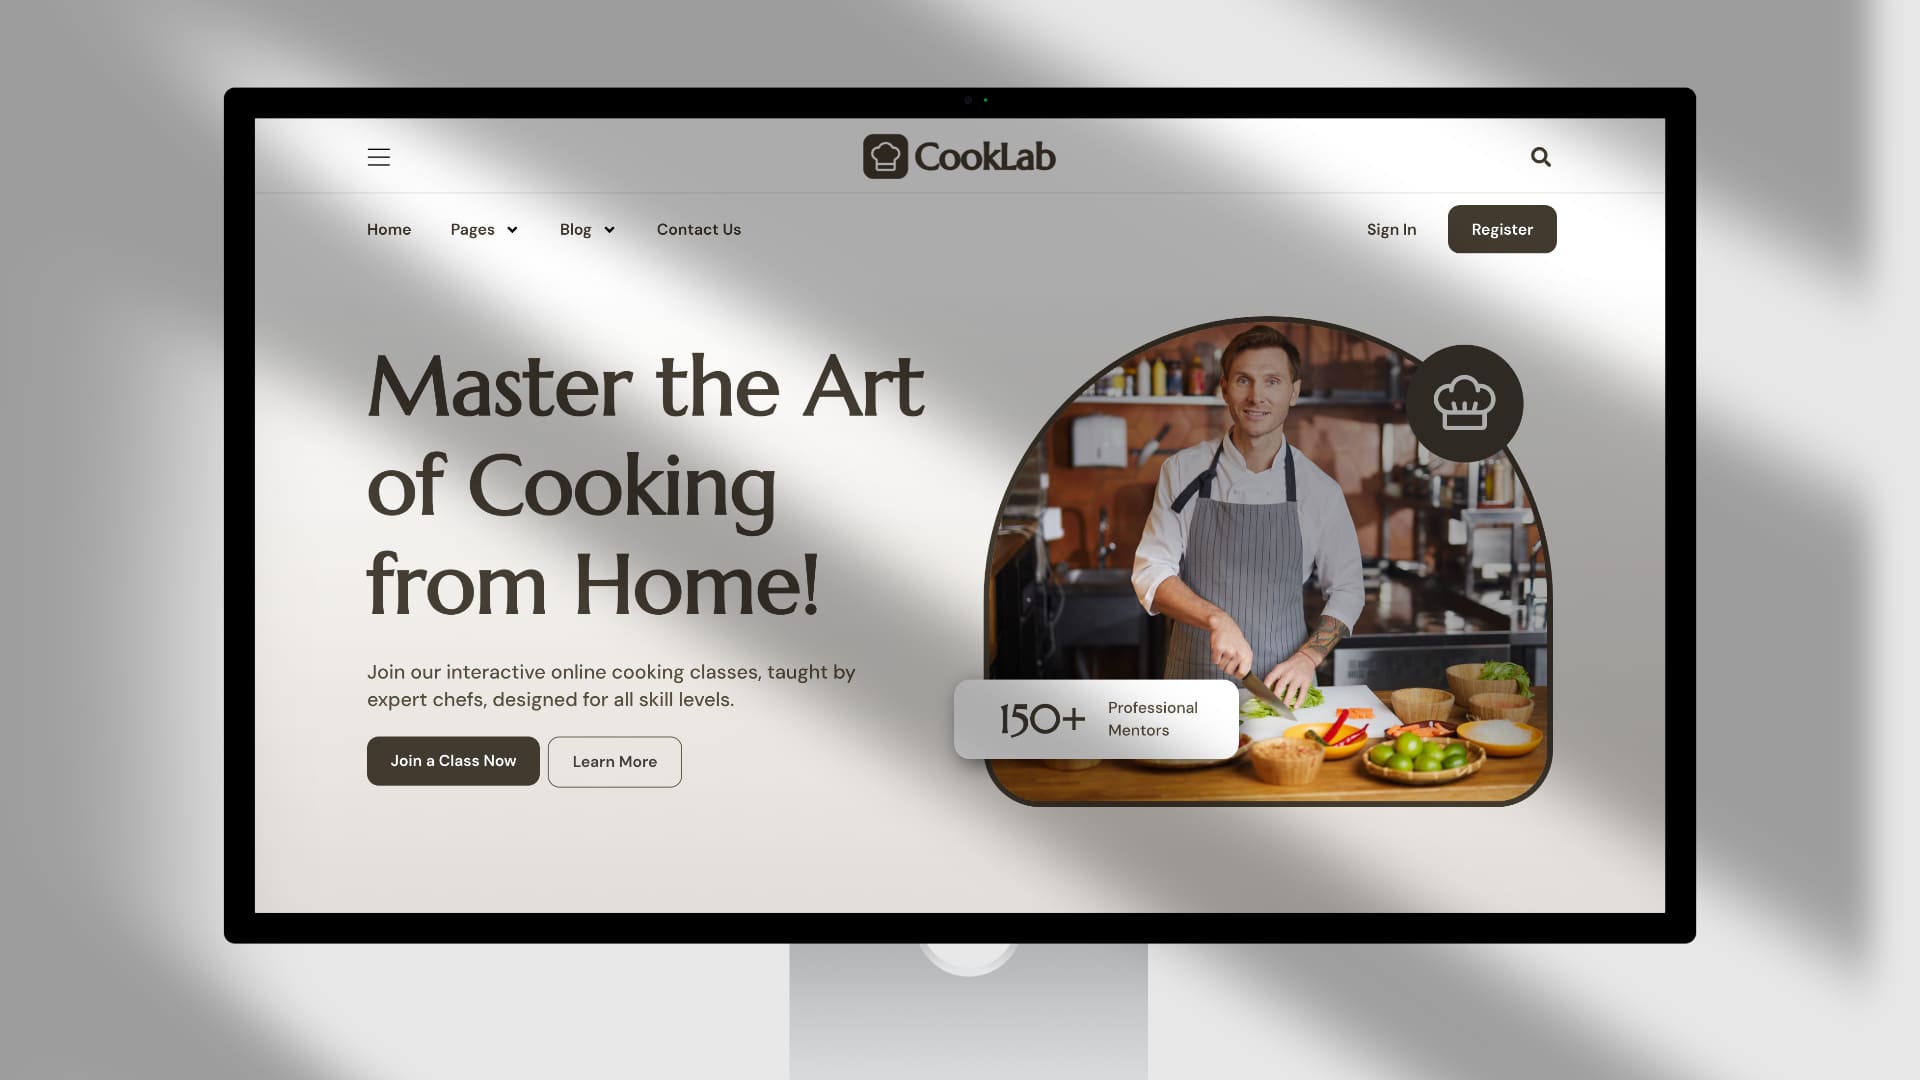 CookLab
Home Pages Blog Contact Us Sign In Register
Master the Art
of Cooking
from Home!
Join our interactive online cooking classes, taught by
expert chefs, designed for all skill levels.
Join a Class Now Learn More
150+ Professional
Mentors